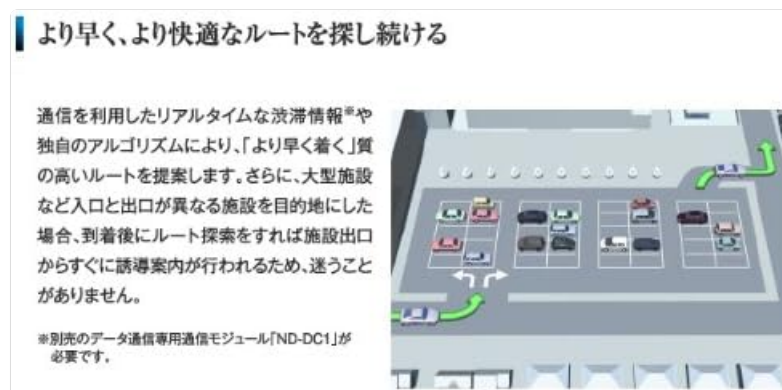 より早く、より快適なルートを探し続ける
通信を利用したリアルタイムな渋滞情報※や
独自のアルゴリズムにより、「より早く着く」質
の高いルートを提案します。さらに、大型施設
など入口と出口が異なる施設を目的地にした
場合、到着後にルート探索をすれば施設出口
からすぐに誘導案内が行われるため、迷うこと
がありません。
※別売のデータ通信専用通信モジュール「ND-DC1」が
必要です。